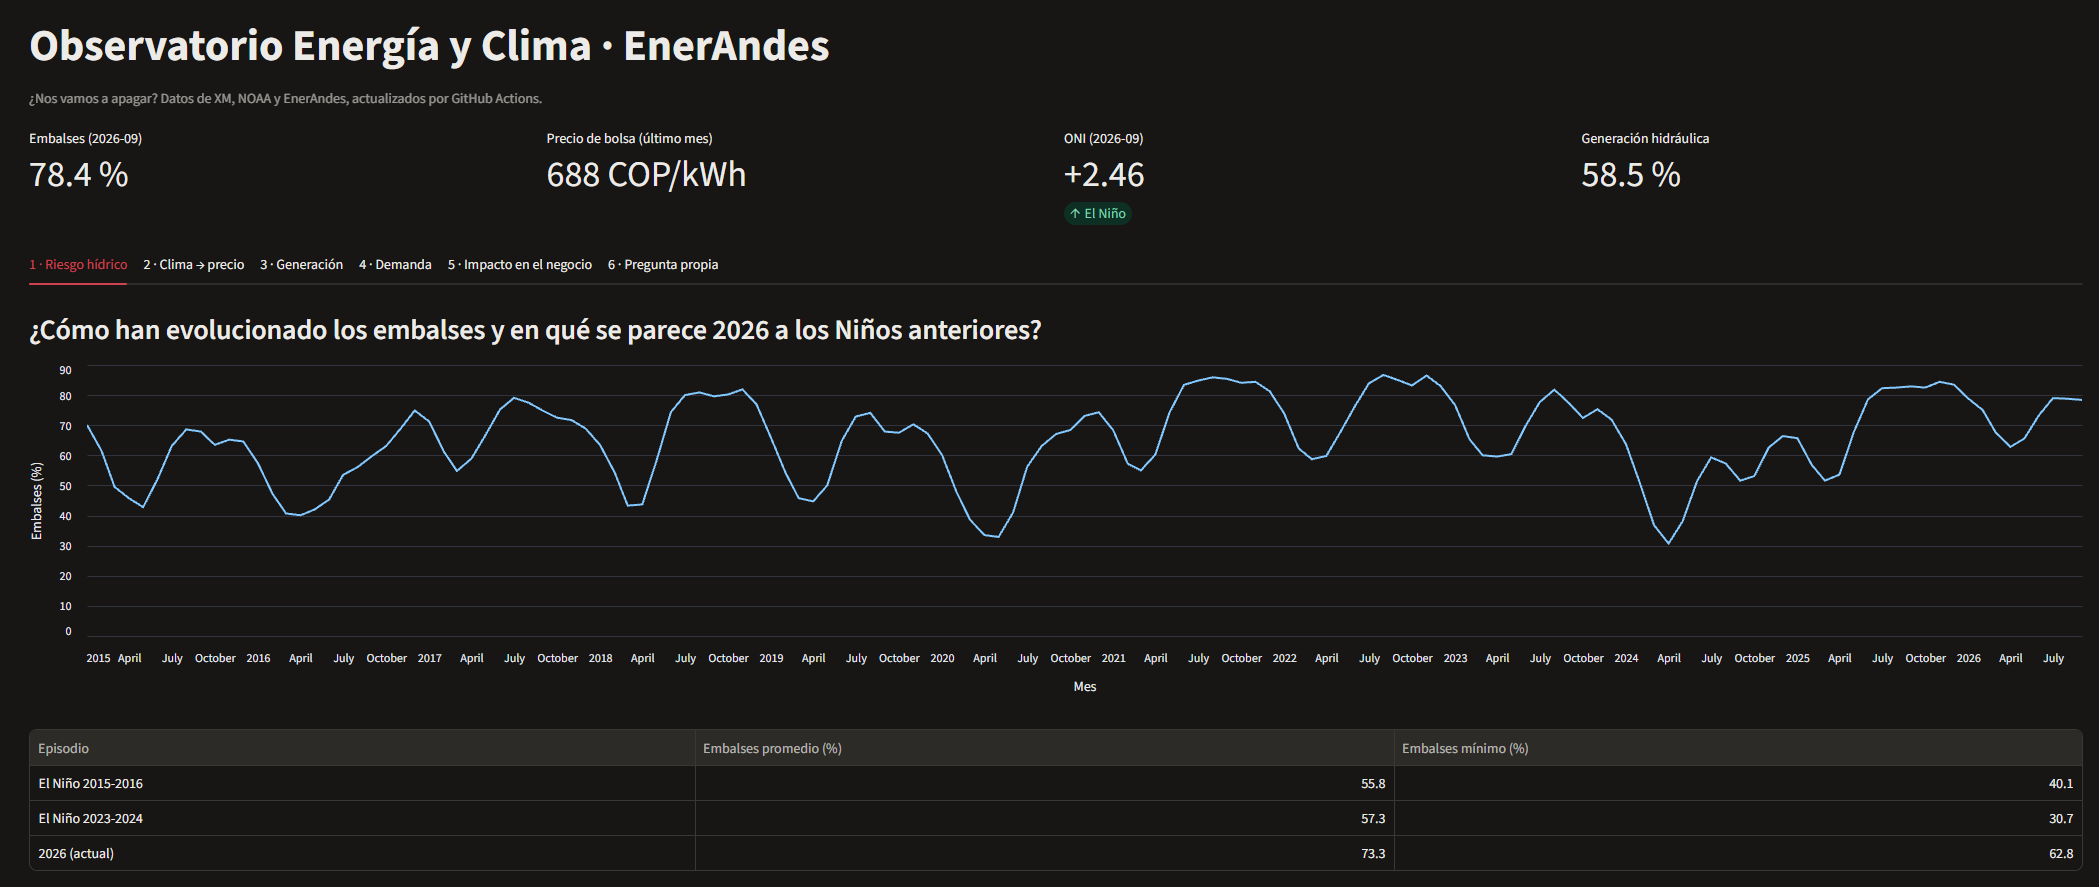 Observatorio Energía y Clima · EnerAndes
¿Nos vamos a apagar? Datos de XM, NOAA y EnerAndes, actualizados por GitHub Actions.
Embalses (2026-09)
78.4 %
Precio de bolsa (último mes)
688 COP/kWh
ONI (2026-09)
+2.46
↑ El Niño
Generación hidráulica
58.5 %
1 · Riesgo hídrico 2 · Clima → precio 3 · Generación 4 · Demanda 5 · Impacto en el negocio 6 · Pregunta propia
¿Cómo han evolucionado los embalses y en qué se parece 2026 a los Niños anteriores?
Embalses (%)
90
80
70
60
50
40
30
20
10
0
2015 April July October 2016 April July October 2017 April July October 2018 April July October 2019 April July October 2020 April July October 2021 April July October 2022 April July October 2023 April July October 2024 April July October 2025 April July October 2026 April July
Mes
Episodio Embalses promedio (%) Embalses mínimo (%)
El Niño 2015-2016 55.8 40.1
El Niño 2023-2024 57.3 30.7
2026 (actual) 73.3 62.8